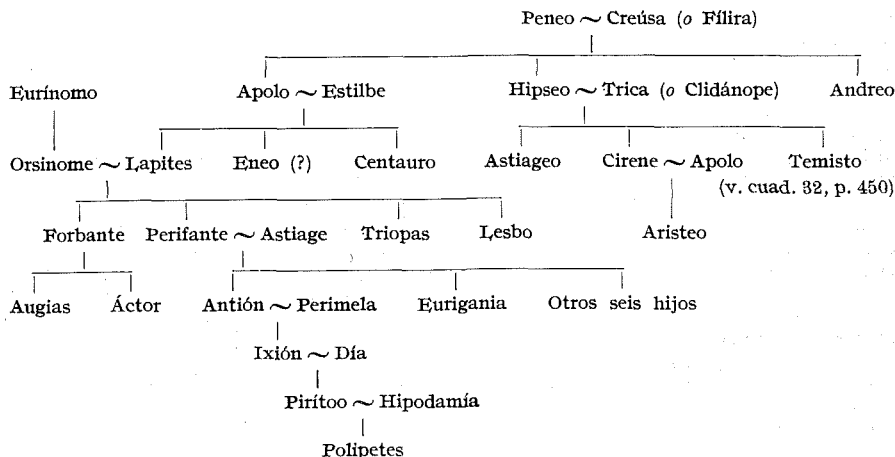 Peneo ~ Creúsa (o Fílira)
Eurínomo Apolo ~ Estilbe Hipseo ~ Trica (o Clidánope) Andreo
Orsinome ~ Lapites Eneo (?) Centauro Astiageo Cirene ~ Apolo Temisto
(v. cuad. 32, p. 450)
Forbante Perifante ~ Astiage Triopas Lesbo Aristeo
Augias Áctor Antión ~ Perimela Eurigania Otros seis hijos
Ixión ~ Día
Pirítoo ~ Hipodamía
Polipetes